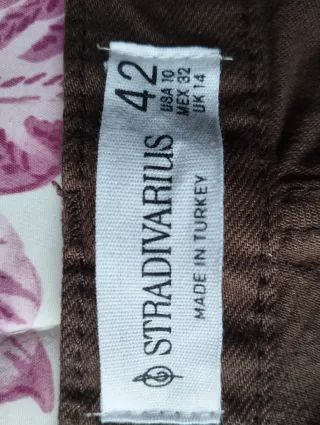 STRADIVARIUS
MADE IN TURKEY
42
USA 10
MEX 32
UK 14